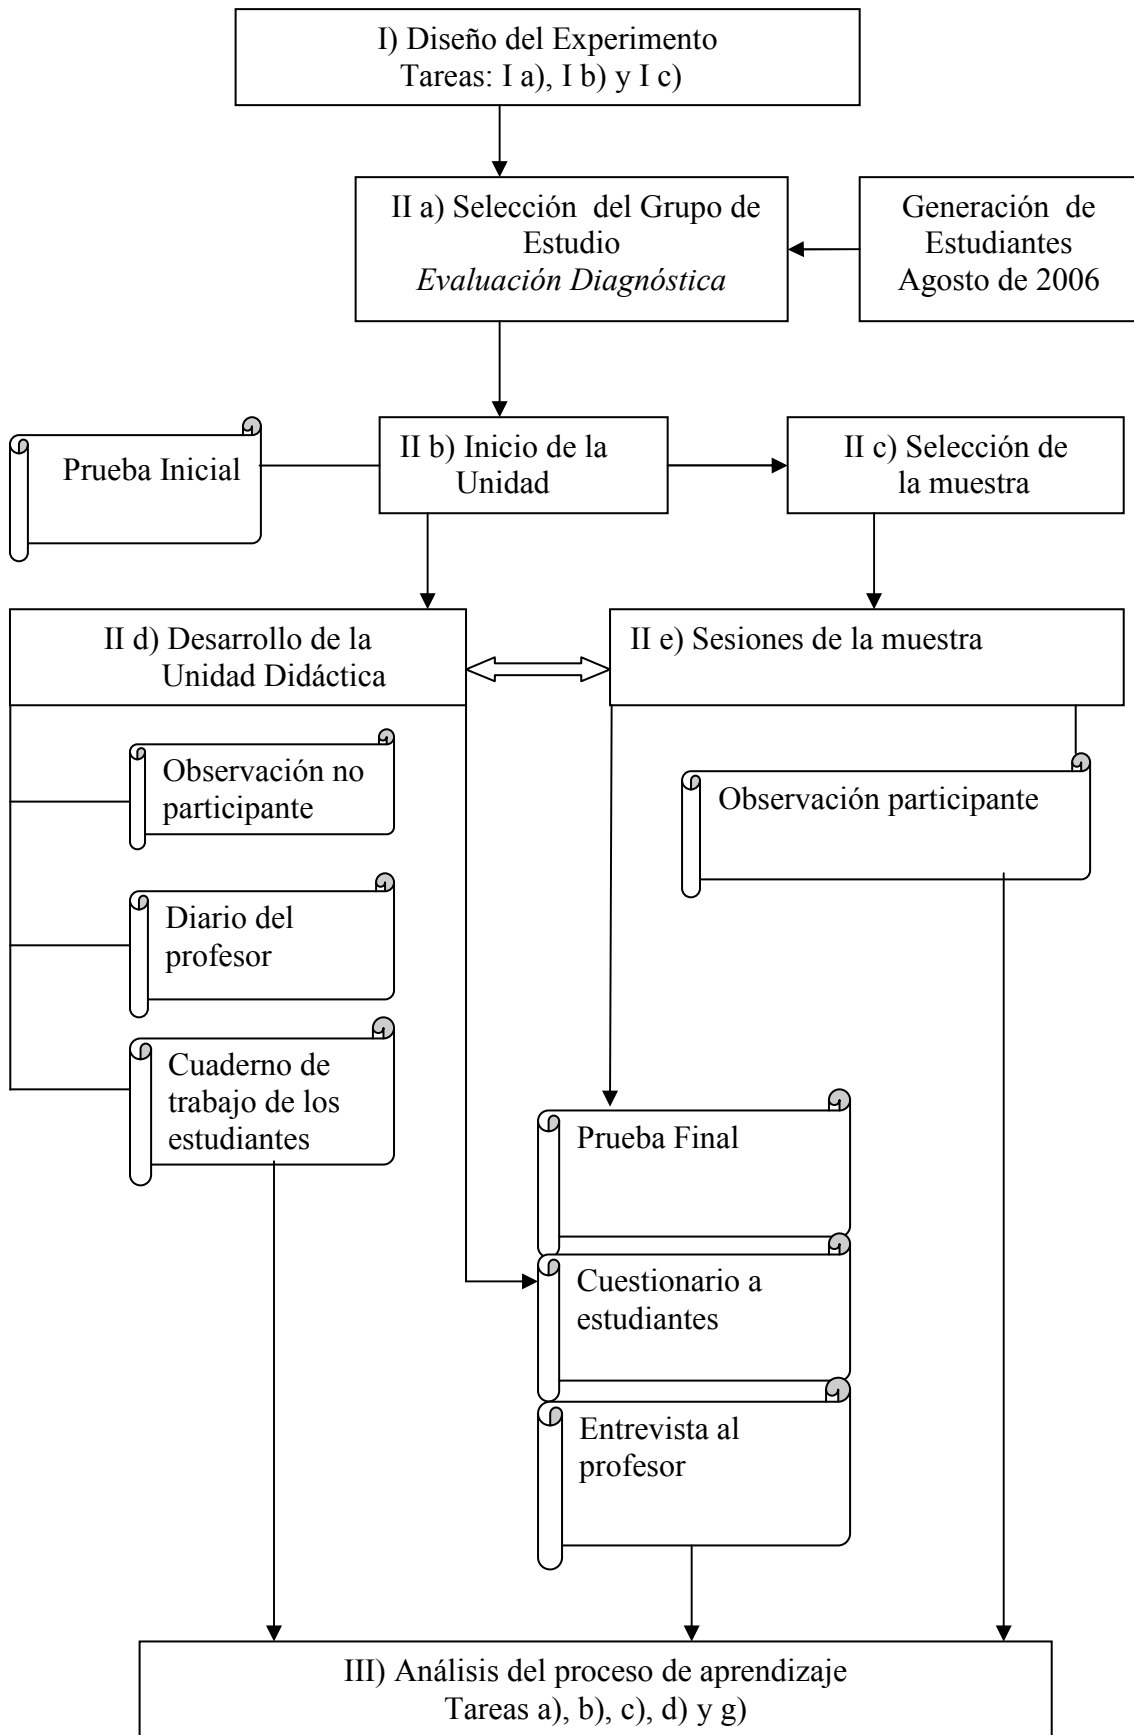 I) Diseño del Experimento
Tareas: I a), I b) y I c)
II a) Selección del Grupo de
Estudio
Evaluación Diagnóstica
Generación de
Estudiantes
Agosto de 2006
Prueba Inicial
II b) Inicio de la
Unidad
II c) Selección de
la muestra
II d) Desarrollo de la
Unidad Didáctica
II e) Sesiones de la muestra
Observación no
participante
Observación participante
Diario del
profesor
Cuaderno de
trabajo de los
estudiantes
Prueba Final
Cuestionario a
estudiantes
Entrevista al
profesor
III) Análisis del proceso de aprendizaje
Tareas a), b), c), d) y g)